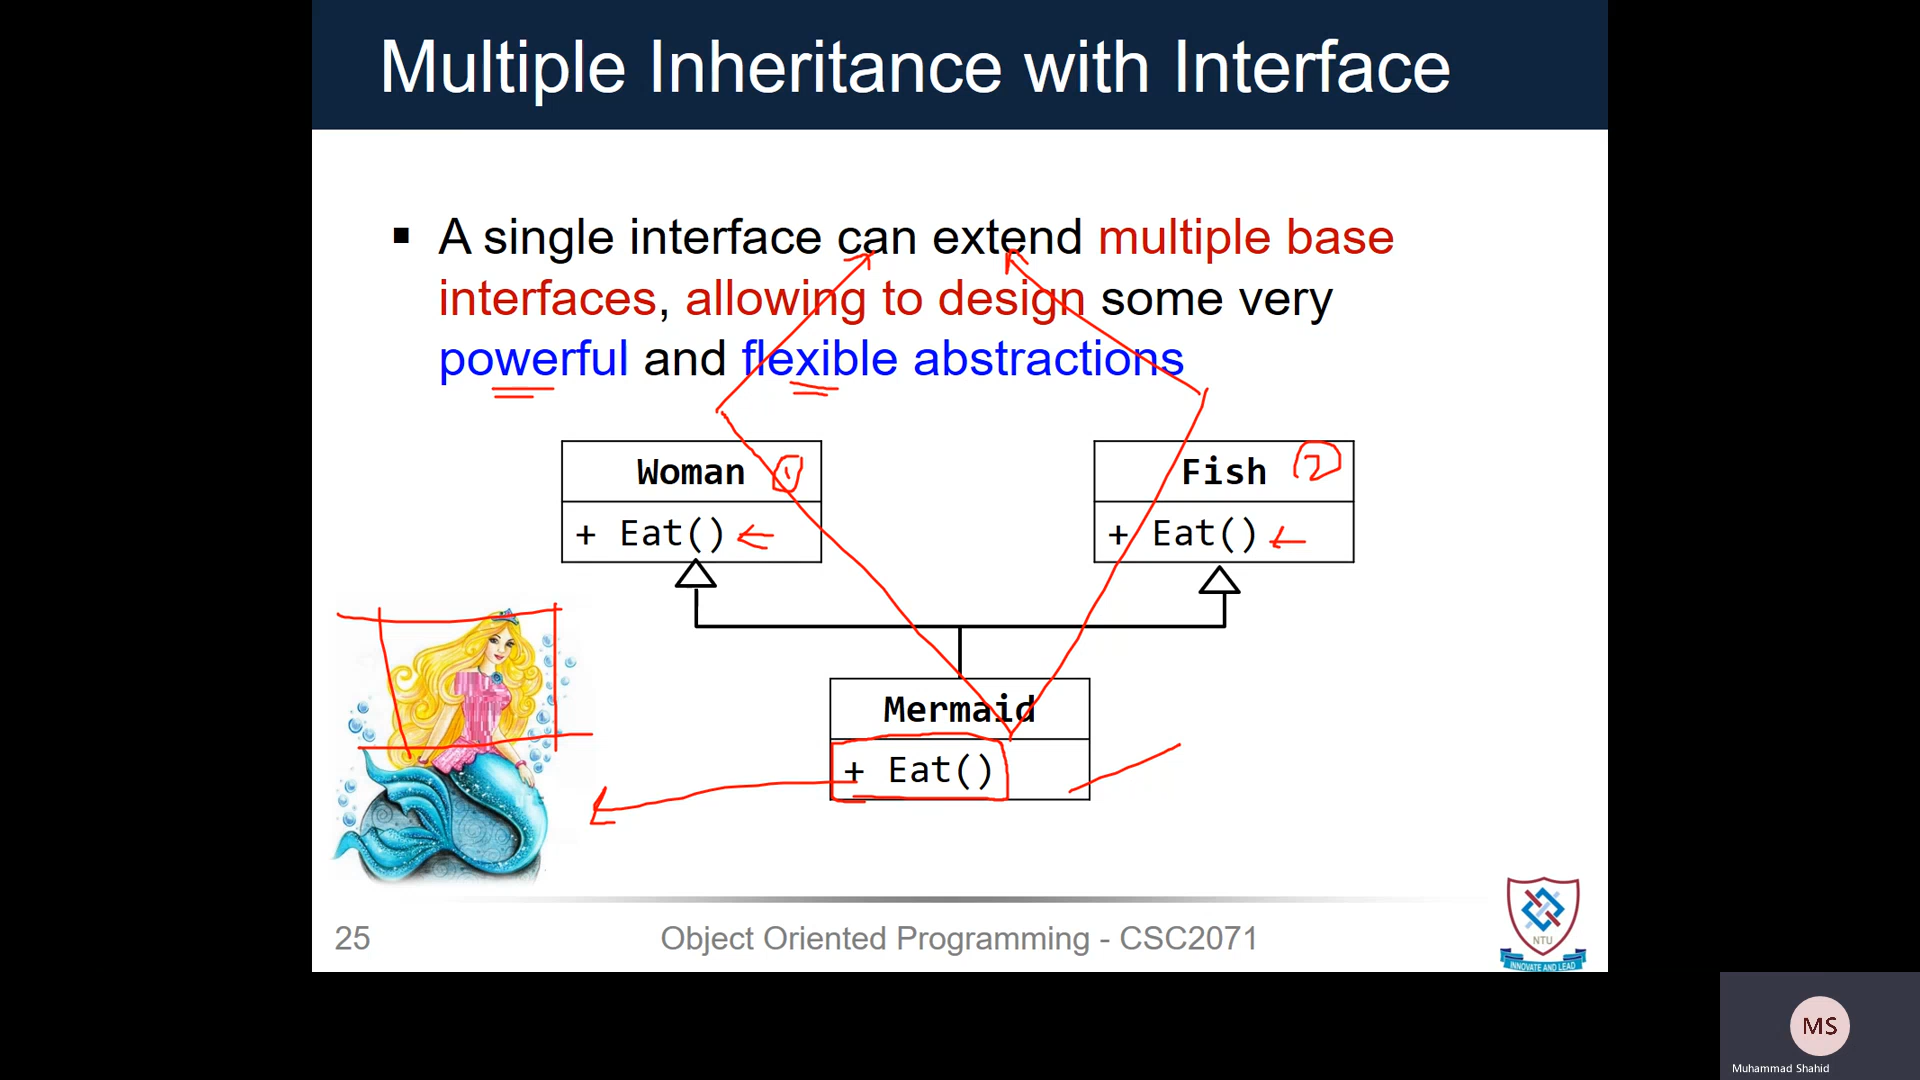 Multiple Inheritance with Interface
▪ A single interface can extend multiple base
interfaces, allowing to design some very
powerful and flexible abstractions
Woman 1
+ Eat()
Fish 2
+ Eat()
Mermaid
+ Eat()
25
Object Oriented Programming - CSC2071
NTU
INNOVATE AND LEAD
MS
Muhammad Shahid